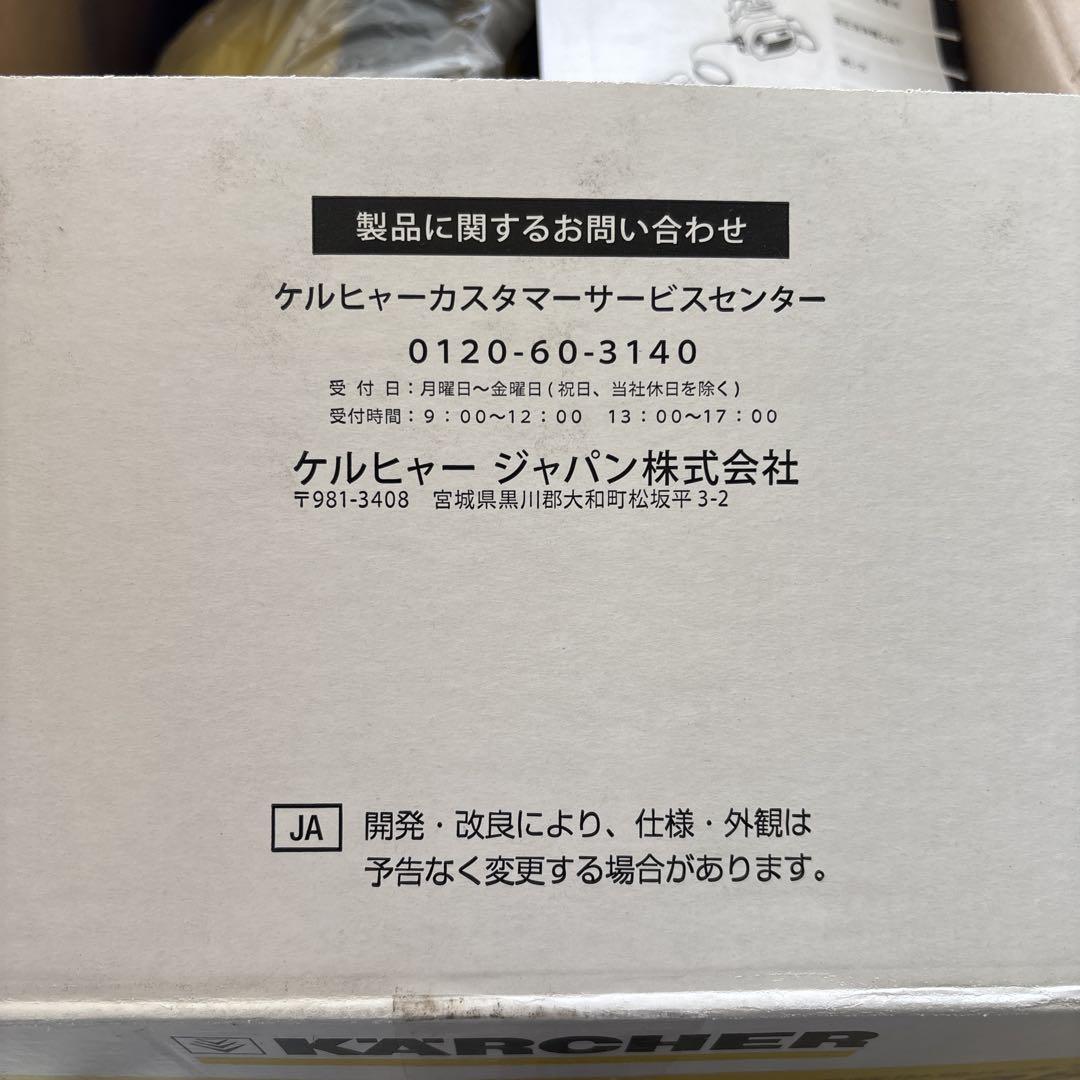 製品に関するお問い合わせ
ケルヒャーカスタマーサービスセンター
0120-60-3140
受付日：月曜日～金曜日(祝日、当社休日を除く)
受付時間：9：00～12：00　13：00～17：00
ケルヒャー ジャパン株式会社
〒981-3408　宮城県黒川郡大和町松坂平 3-2
JA 開発・改良により、仕様・外観は
予告なく変更する場合があります。
KÄRCHER